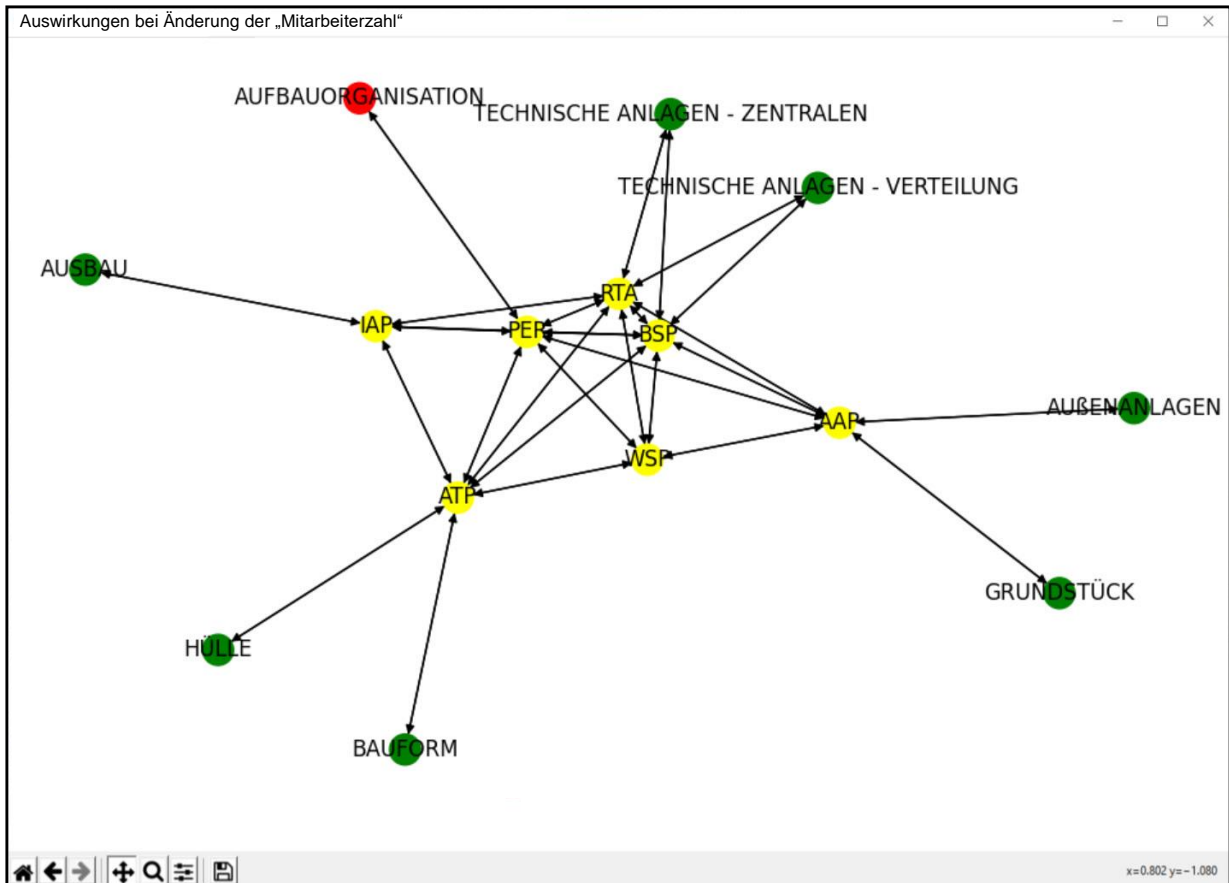 Auswirkungen bei Änderung der „Mitarbeiterzahl“
AUFBAUORGANISATION
TECHNISCHE ANLAGEN - ZENTRALEN
TECHNISCHE ANLAGEN - VERTEILUNG
AUSBAU
RTA
IAP
PER
BSP
AUßENANLAGEN
AAP
WSP
ATP
GRUNDSTÜCK
HÜLLE
BAUFORM
x=0.802 y=-1.080